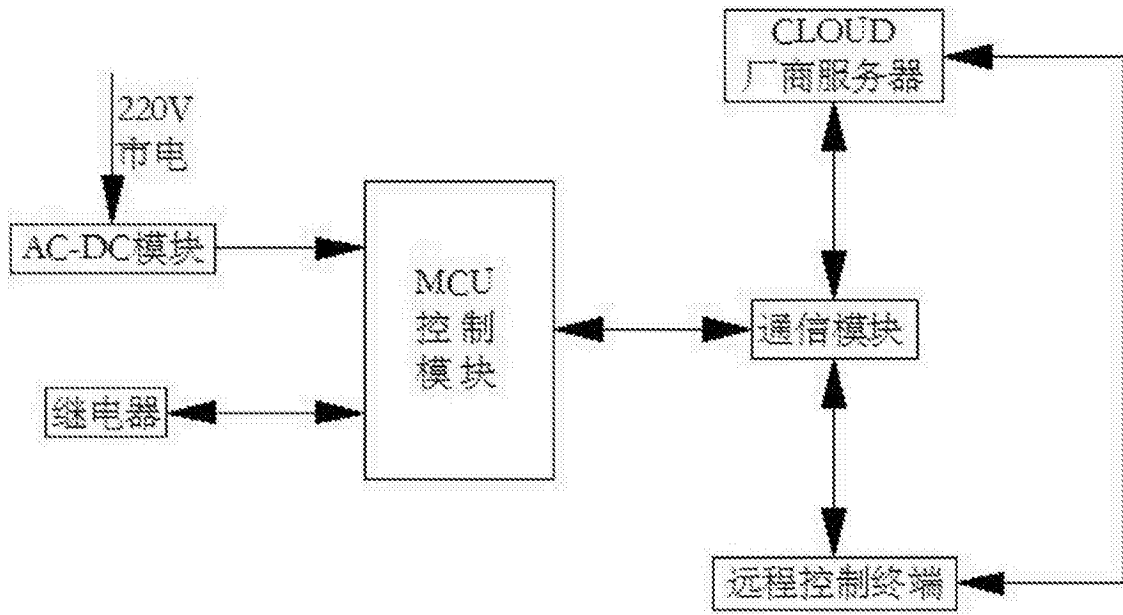 CLOUD
厂商服务器
220V
市电
AC-DC模块
MCU
控制
模块
通信模块
继电器
远程控制终端